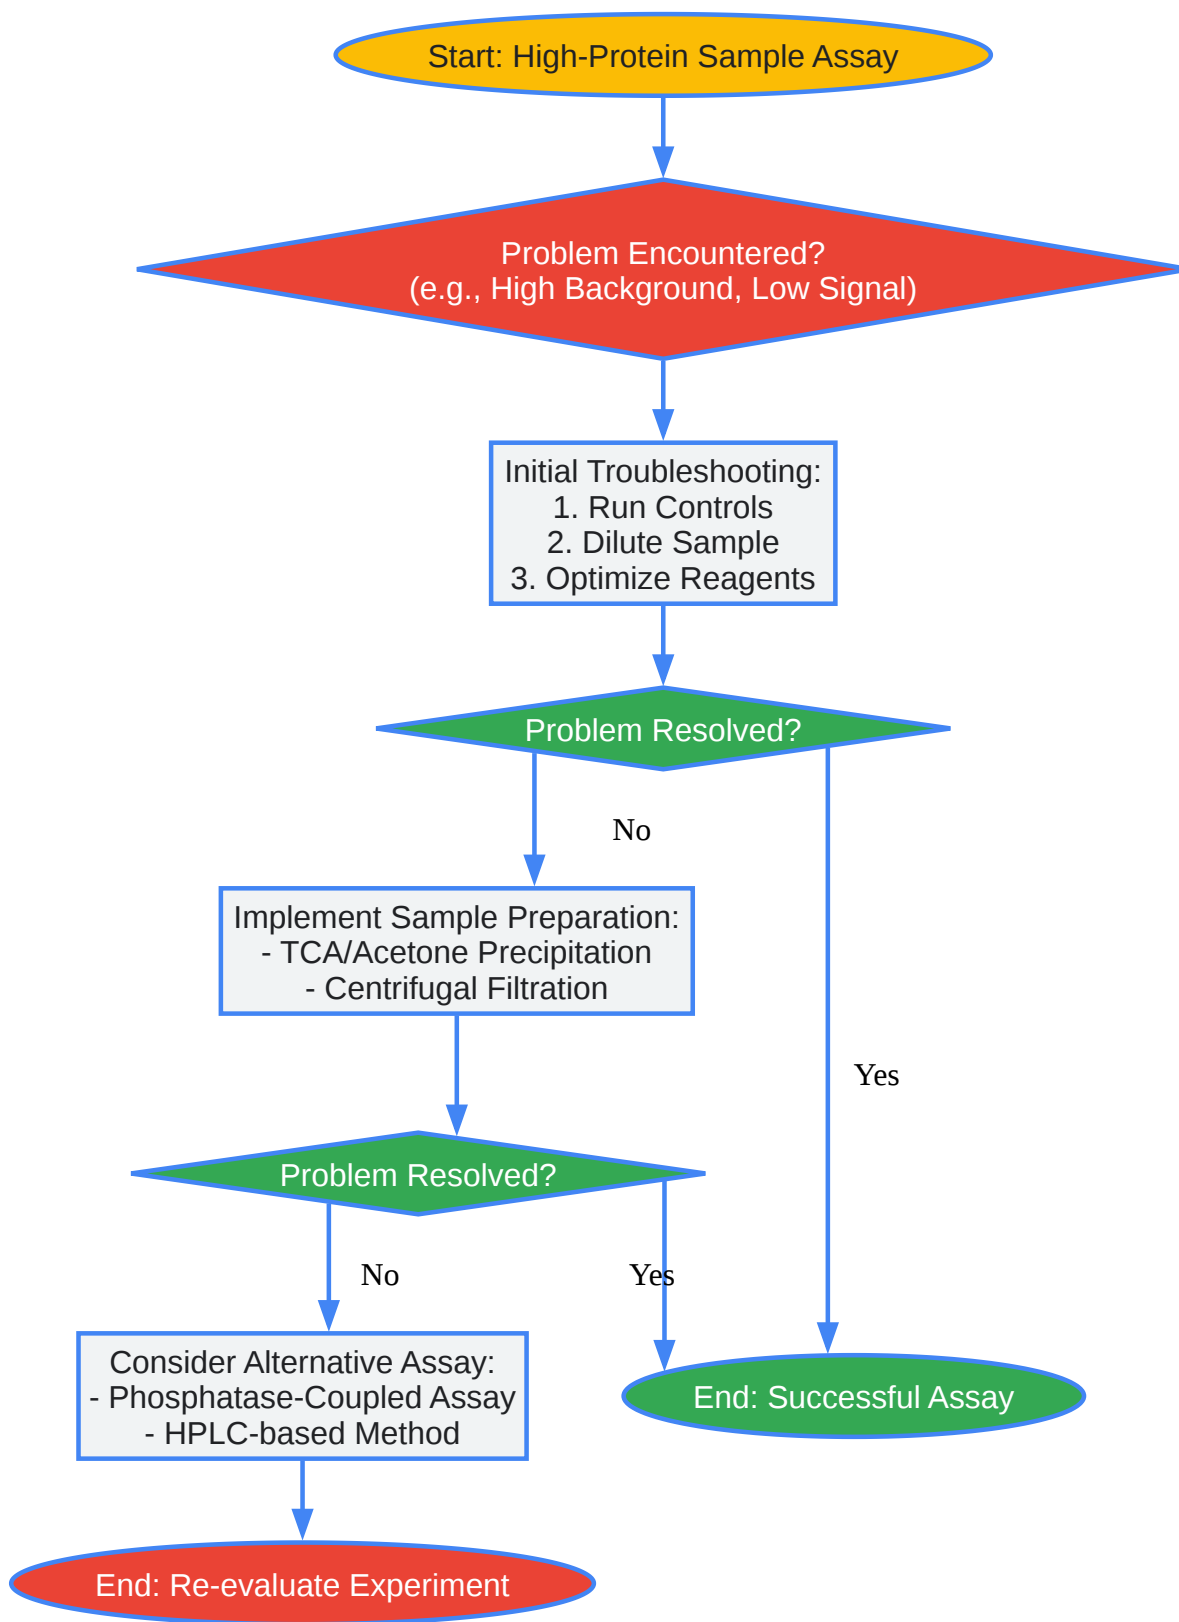 Start: High-Protein Sample Assay
Problem Encountered?
(e.g., High Background, Low Signal)
Initial Troubleshooting:
1. Run Controls
2. Dilute Sample
3. Optimize Reagents
Problem Resolved?
No
Implement Sample Preparation:
- TCA/Acetone Precipitation
- Centrifugal Filtration
Yes
Problem Resolved?
No
Yes
Consider Alternative Assay:
- Phosphatase-Coupled Assay
- HPLC-based Method
End: Successful Assay
End: Re-evaluate Experiment